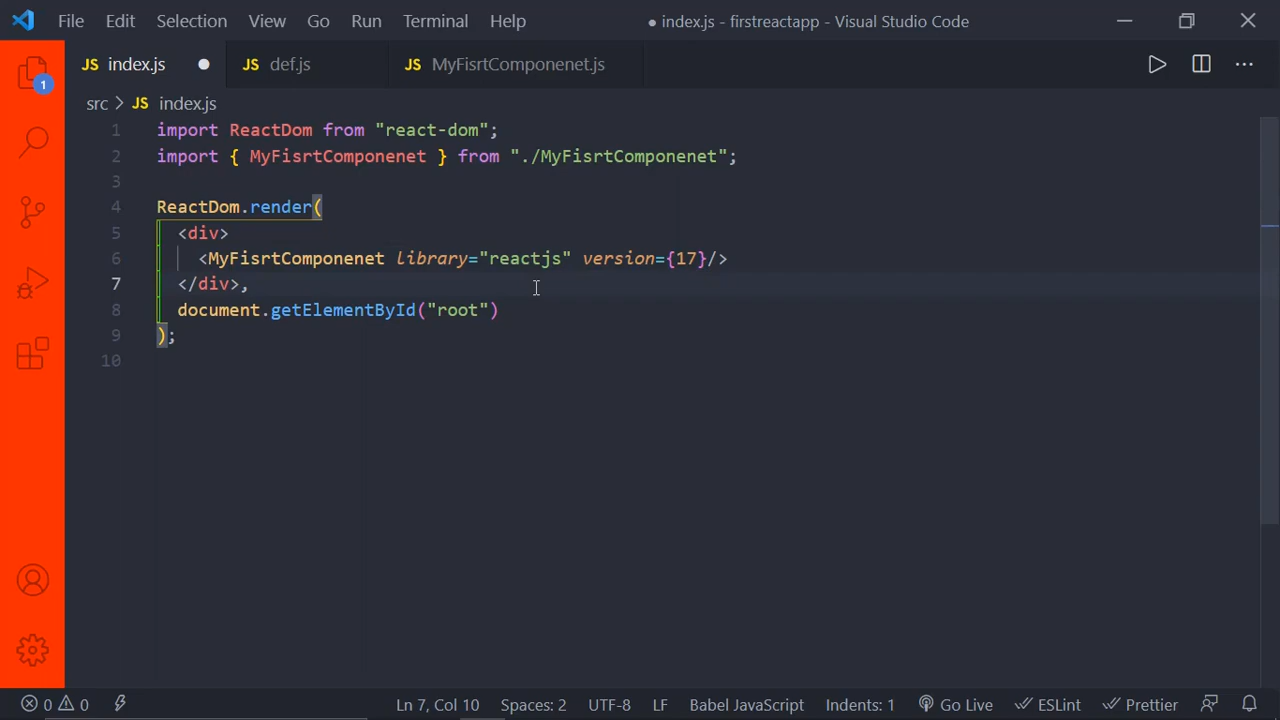 File Edit Selection View Go Run Terminal Help ● index.js - firstreactapp - Visual Studio Code
JS index.js ● JS def.js JS MyFisrtComponenet.js
1
src > JS index.js
1 import ReactDom from "react-dom";
2 import { MyFisrtComponenet } from "./MyFisrtComponenet";
3
4 ReactDom.render(
5 <div>
6 <MyFisrtComponenet library="reactjs" version={17}/>
7 </div>,
8 document.getElementById("root")
9 );
10
0 0 Ln 7, Col 10 Spaces: 2 UTF-8 LF Babel JavaScript Indents: 1 Go Live ESLint Prettier